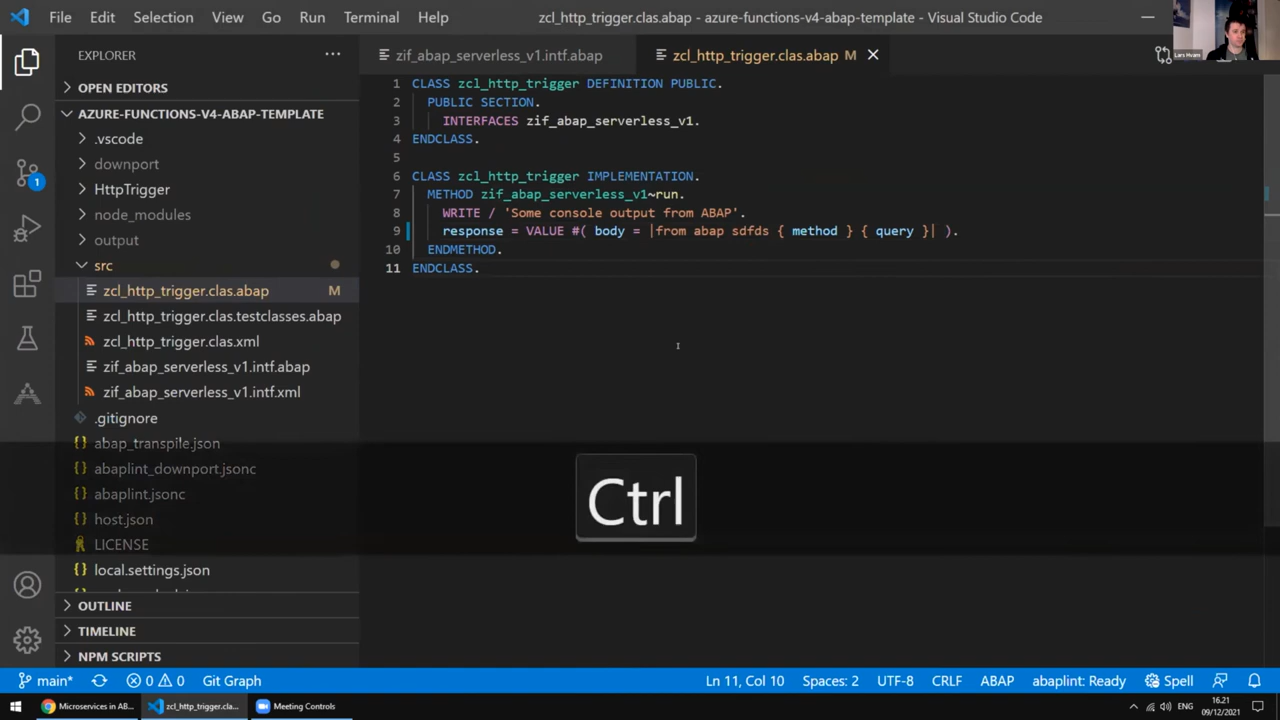 File Edit Selection View Go Run Terminal Help
zcl_http_trigger.clas.abap - azure-functions-v4-abap-template - Visual Studio Code
Lars Hvam
EXPLORER
zif_abap_serverless_v1.intf.abap
zcl_http_trigger.clas.abap M
OPEN EDITORS
AZURE-FUNCTIONS-V4-ABAP-TEMPLATE
.vscode
downport
HttpTrigger
node_modules
output
src
zcl_http_trigger.clas.abap M
zcl_http_trigger.clas.testclasses.abap
zcl_http_trigger.clas.xml
zif_abap_serverless_v1.intf.abap
zif_abap_serverless_v1.intf.xml
.gitignore
abap_transpile.json
abaplint_downport.jsonc
abaplint.jsonc
host.json
LICENSE
local.settings.json
OUTLINE
TIMELINE
NPM SCRIPTS
1
1 CLASS zcl_http_trigger DEFINITION PUBLIC.
2 PUBLIC SECTION.
3 INTERFACES zif_abap_serverless_v1.
4 ENDCLASS.
5
6 CLASS zcl_http_trigger IMPLEMENTATION.
7 METHOD zif_abap_serverless_v1~run.
8 WRITE / 'Some console output from ABAP'.
9 response = VALUE #( body = |from abap sdfds { method } { query }| ).
10 ENDMETHOD.
11 ENDCLASS.
Ctrl
main* 0 0 Git Graph
Ln 11, Col 10 Spaces: 2 UTF-8 CRLF ABAP abaplint: Ready Spell
Microservices in AB...
zcl_http_trigger.cla...
Meeting Controls
ENG
16.21
09/12/2021